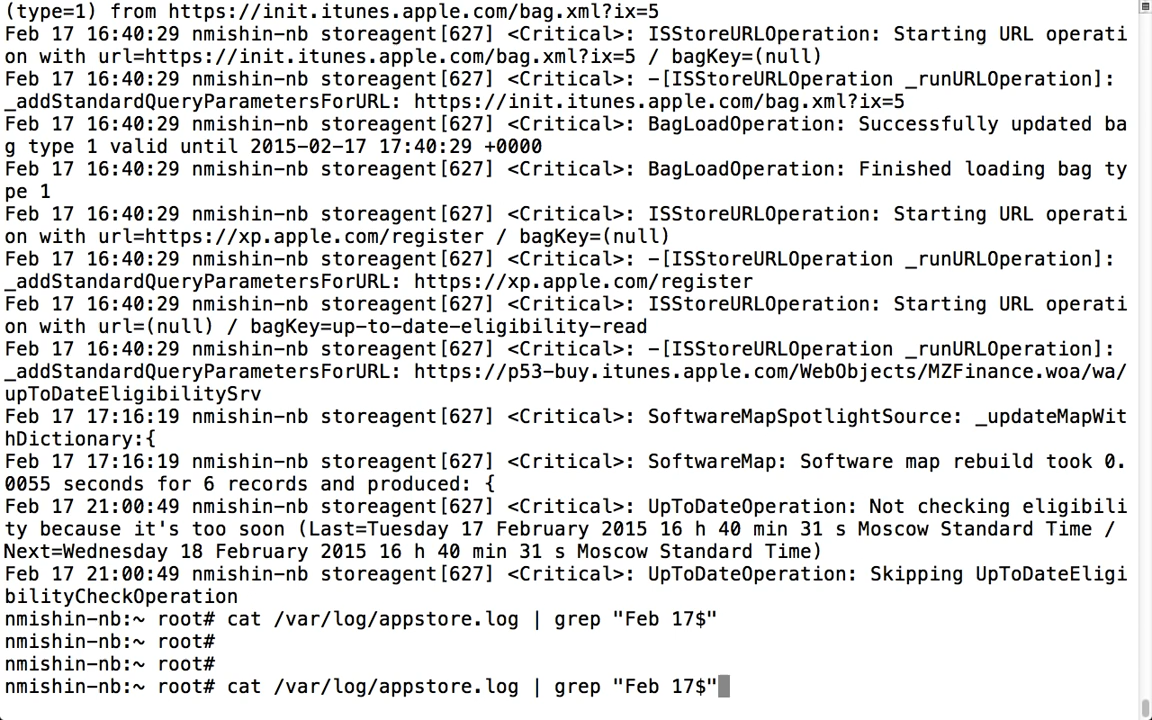 (type=1) from https://init.itunes.apple.com/bag.xml?ix=5
Feb 17 16:40:29 nmishin-nb storeagent[627] <Critical>: ISStoreURLOperation: Starting URL operati
on with url=https://init.itunes.apple.com/bag.xml?ix=5 / bagKey=(null)
Feb 17 16:40:29 nmishin-nb storeagent[627] <Critical>: -[ISStoreURLOperation _runURLOperation]:
_addStandardQueryParametersForURL: https://init.itunes.apple.com/bag.xml?ix=5
Feb 17 16:40:29 nmishin-nb storeagent[627] <Critical>: BagLoadOperation: Successfully updated ba
g type 1 valid until 2015-02-17 17:40:29 +0000
Feb 17 16:40:29 nmishin-nb storeagent[627] <Critical>: BagLoadOperation: Finished loading bag ty
pe 1
Feb 17 16:40:29 nmishin-nb storeagent[627] <Critical>: ISStoreURLOperation: Starting URL operati
on with url=https://xp.apple.com/register / bagKey=(null)
Feb 17 16:40:29 nmishin-nb storeagent[627] <Critical>: -[ISStoreURLOperation _runURLOperation]:
_addStandardQueryParametersForURL: https://xp.apple.com/register
Feb 17 16:40:29 nmishin-nb storeagent[627] <Critical>: ISStoreURLOperation: Starting URL operati
on with url=(null) / bagKey=up-to-date-eligibility-read
Feb 17 16:40:29 nmishin-nb storeagent[627] <Critical>: -[ISStoreURLOperation _runURLOperation]:
_addStandardQueryParametersForURL: https://p53-buy.itunes.apple.com/WebObjects/MZFinance.woa/wa/
upToDateEligibilitySrv
Feb 17 17:16:19 nmishin-nb storeagent[627] <Critical>: SoftwareMapSpotlightSource: _updateMapWit
hDictionary:{
Feb 17 17:16:19 nmishin-nb storeagent[627] <Critical>: SoftwareMap: Software map rebuild took 0.
0055 seconds for 6 records and produced: {
Feb 17 21:00:49 nmishin-nb storeagent[627] <Critical>: UpToDateOperation: Not checking eligibili
ty because it's too soon (Last=Tuesday 17 February 2015 16 h 40 min 31 s Moscow Standard Time /
Next=Wednesday 18 February 2015 16 h 40 min 31 s Moscow Standard Time)
Feb 17 21:00:49 nmishin-nb storeagent[627] <Critical>: UpToDateOperation: Skipping UpToDateEligi
bilityCheckOperation
nmishin-nb:~ root# cat /var/log/appstore.log | grep "Feb 17$"
nmishin-nb:~ root#
nmishin-nb:~ root#
nmishin-nb:~ root# cat /var/log/appstore.log | grep "Feb 17$"